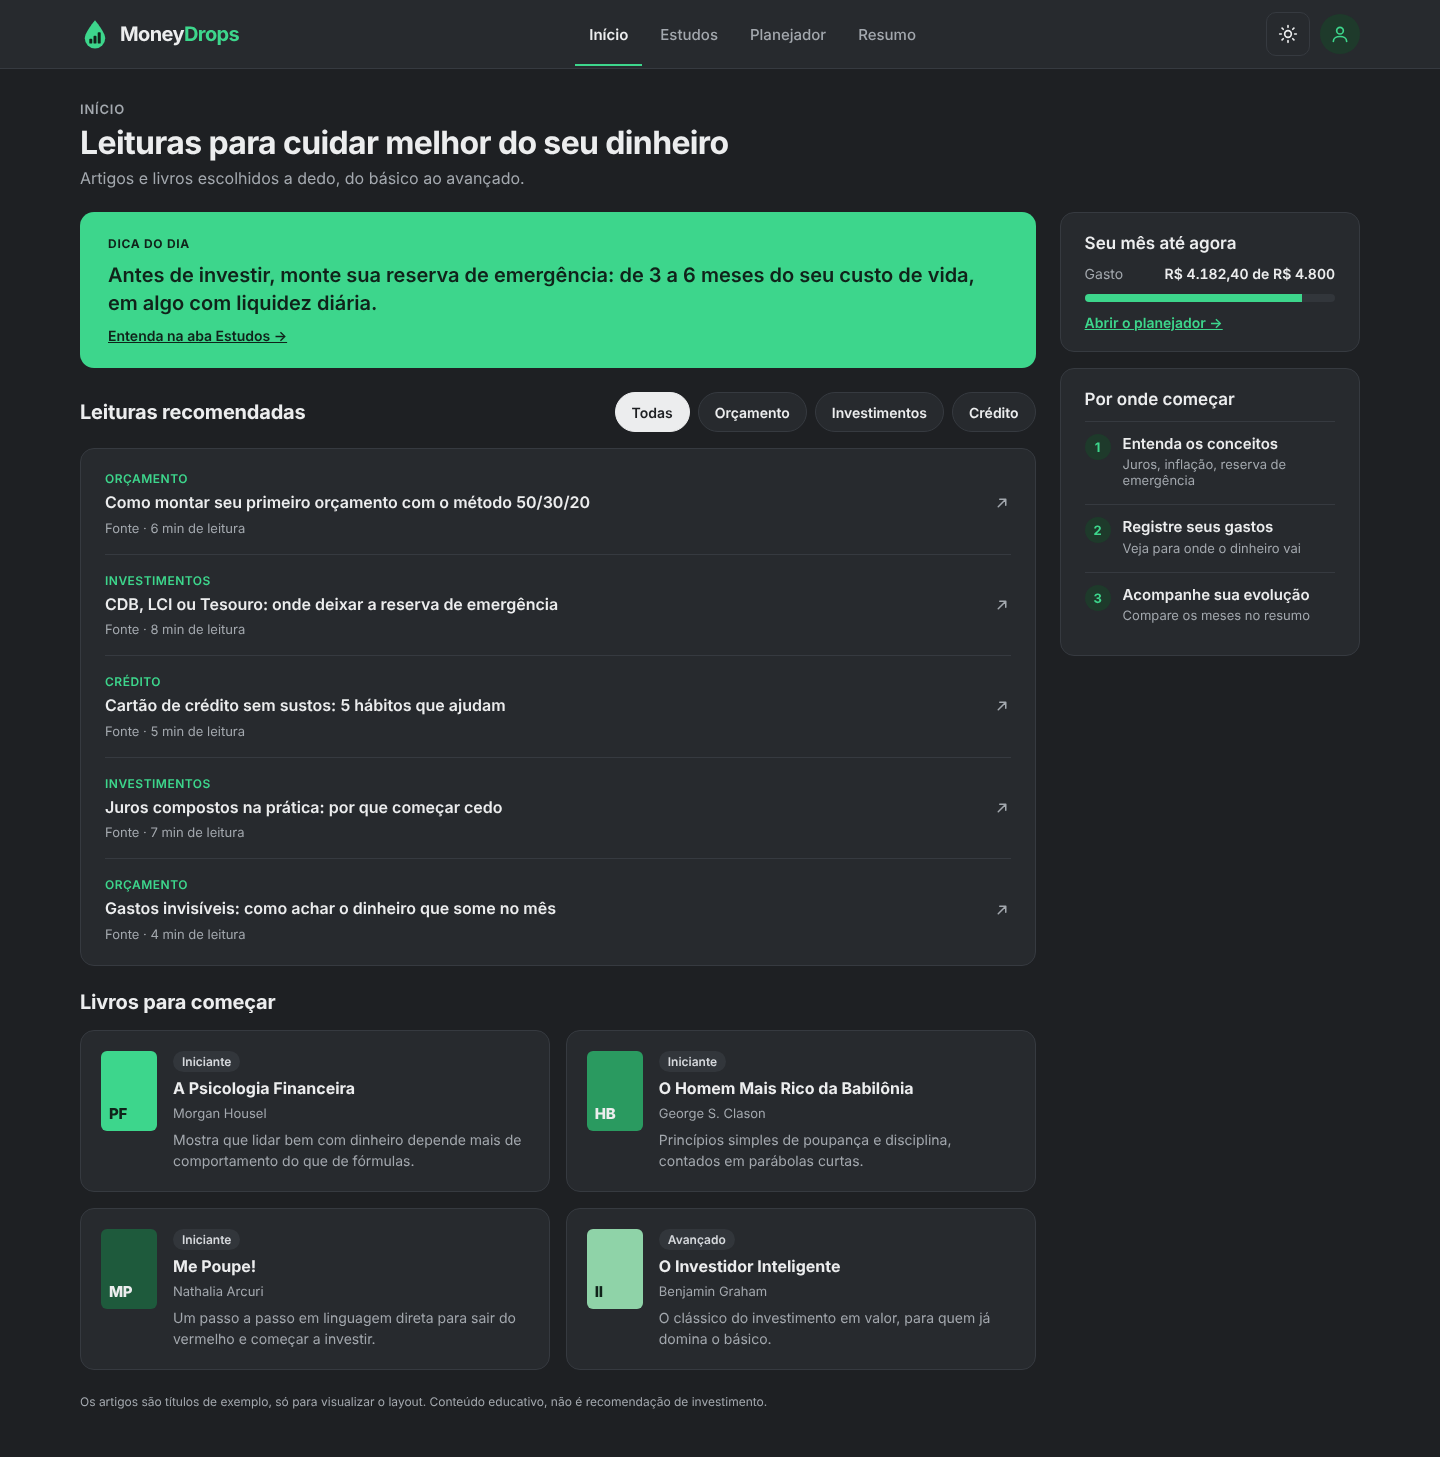 MoneyDrops
Início
Estudos
Planejador
Resumo
INÍCIO
Leituras para cuidar melhor do seu dinheiro
Artigos e livros escolhidos a dedo, do básico ao avançado.
DICA DO DIA
Antes de investir, monte sua reserva de emergência: de 3 a 6 meses do seu custo de vida,
em algo com liquidez diária.
Entenda na aba Estudos →
Leituras recomendadas
Todas
Orçamento
Investimentos
Crédito
ORÇAMENTO
Como montar seu primeiro orçamento com o método 50/30/20
Fonte · 6 min de leitura
INVESTIMENTOS
CDB, LCI ou Tesouro: onde deixar a reserva de emergência
Fonte · 8 min de leitura
CRÉDITO
Cartão de crédito sem sustos: 5 hábitos que ajudam
Fonte · 5 min de leitura
INVESTIMENTOS
Juros compostos na prática: por que começar cedo
Fonte · 7 min de leitura
ORÇAMENTO
Gastos invisíveis: como achar o dinheiro que some no mês
Fonte · 4 min de leitura
Livros para começar
PF
Iniciante
A Psicologia Financeira
Morgan Housel
Mostra que lidar bem com dinheiro depende mais de
comportamento do que de fórmulas.
HB
Iniciante
O Homem Mais Rico da Babilônia
George S. Clason
Princípios simples de poupança e disciplina,
contados em parábolas curtas.
MP
Iniciante
Me Poupe!
Nathalia Arcuri
Um passo a passo em linguagem direta para sair do
vermelho e começar a investir.
II
Avançado
O Investidor Inteligente
Benjamin Graham
O clássico do investimento em valor, para quem já
domina o básico.
Os artigos são títulos de exemplo, só para visualizar o layout. Conteúdo educativo, não é recomendação de investimento.
Seu mês até agora
Gasto
R$ 4.182,40 de R$ 4.800
Abrir o planejador →
Por onde começar
1
Entenda os conceitos
Juros, inflação, reserva de
emergência
2
Registre seus gastos
Veja para onde o dinheiro vai
3
Acompanhe sua evolução
Compare os meses no resumo